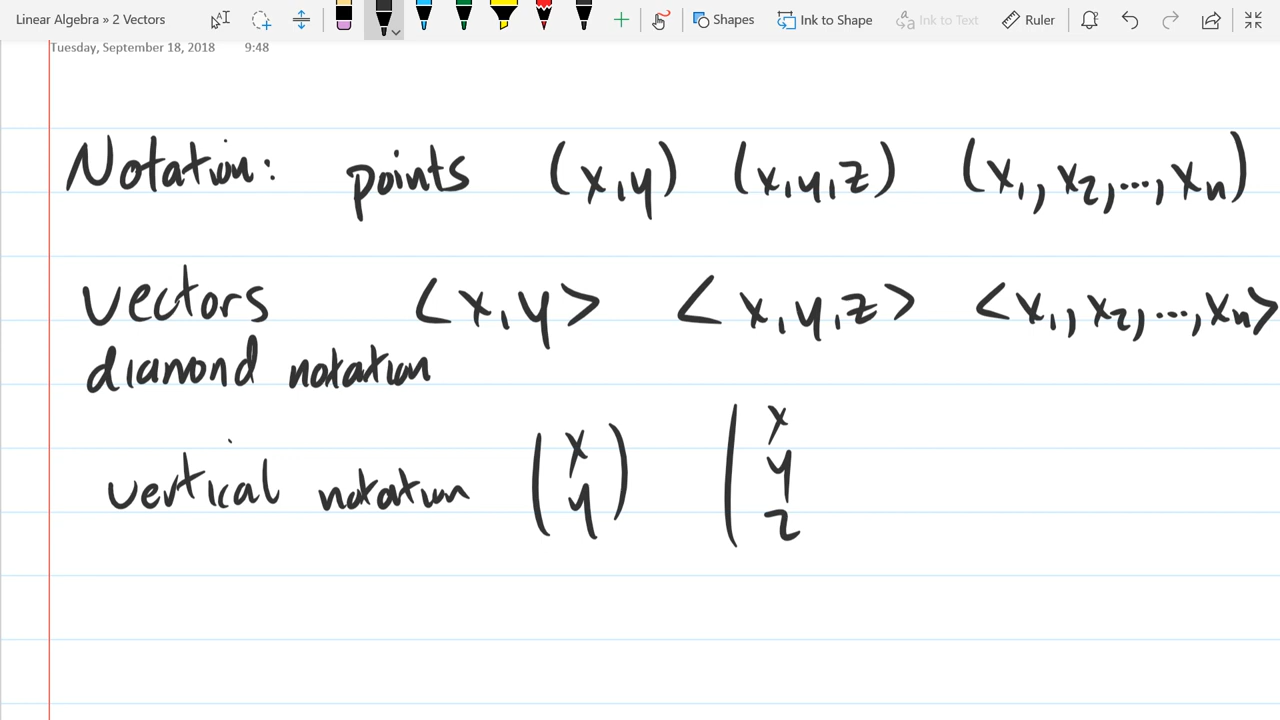 Linear Algebra » 2 Vectors Shapes Ink to Shape Ink to Text Ruler
Tuesday, September 18, 2018 9:48
Notation: points (x,y) (x,y,z) (x₁, x₂, ..., xₙ)
vectors <x,y> <x,y,z> <x₁, x₂, ..., xₙ>
diamond notation
vertical notation ( x y ) ( x y z